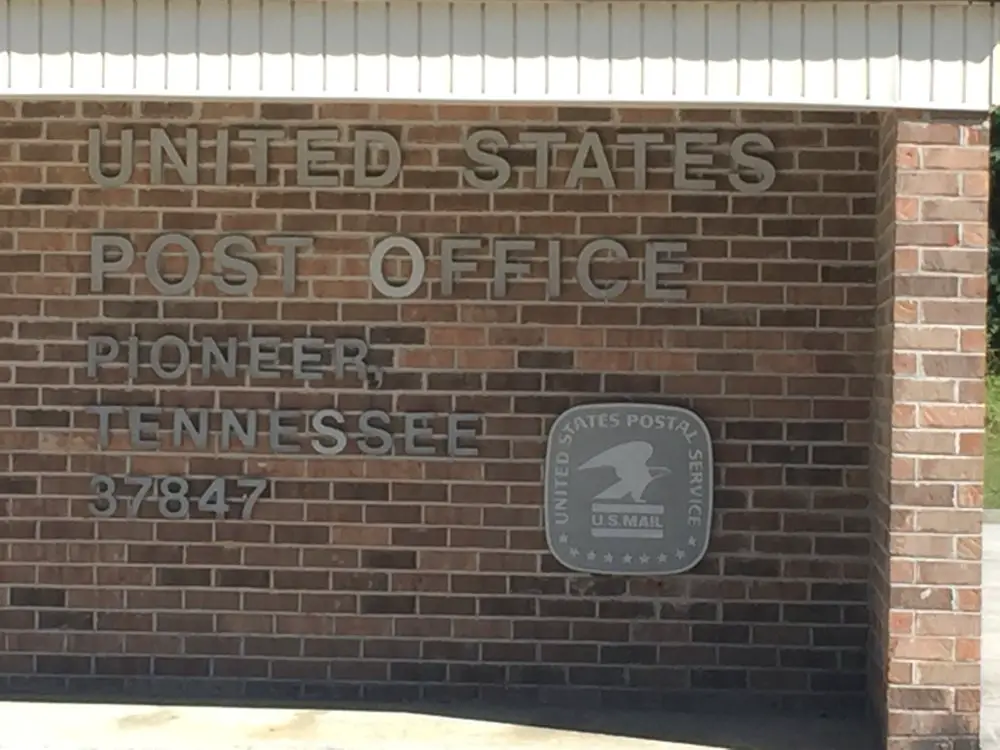 UNITED STATES
POST OFFICE
PIONEER,
TENNESSEE
37847
UNITED STATES POSTAL SERVICE
U.S.MAIL